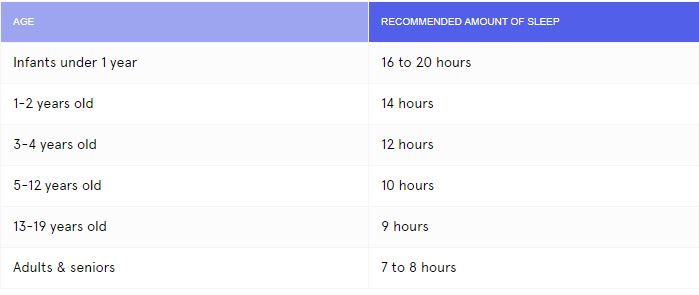 AGE RECOMMENDED AMOUNT OF SLEEP
Infants under 1 year 16 to 20 hours
1-2 years old 14 hours
3-4 years old 12 hours
5-12 years old 10 hours
13-19 years old 9 hours
Adults & seniors 7 to 8 hours